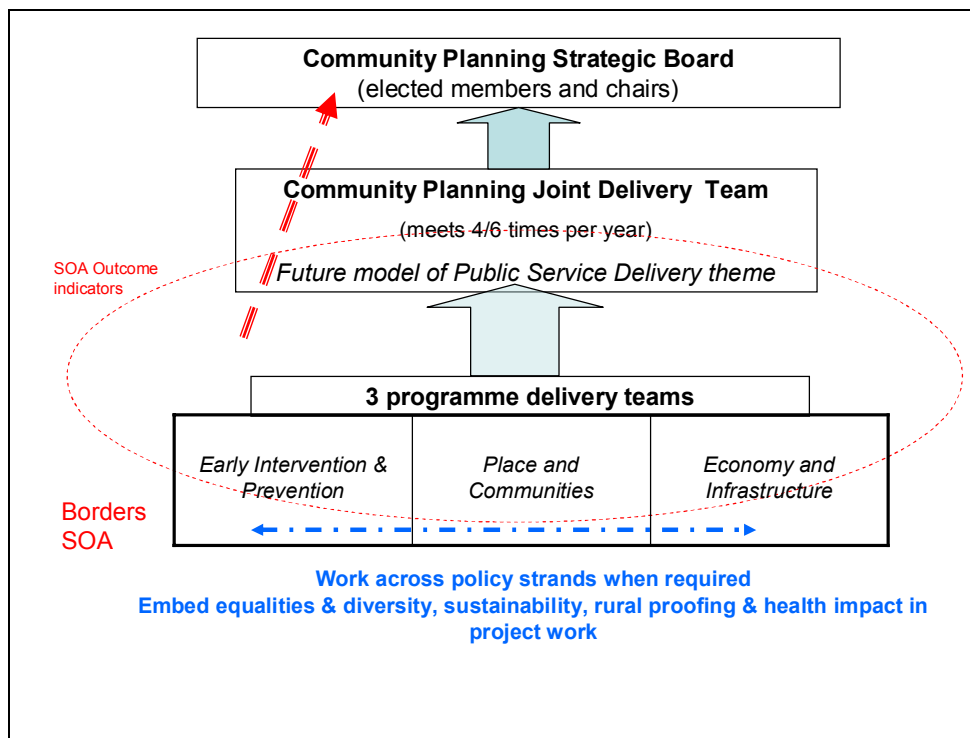 Community Planning Strategic Board
(elected members and chairs)
Community Planning Joint Delivery Team
(meets 4/6 times per year)
Future model of Public Service Delivery theme
SOA Outcome
indicators
3 programme delivery teams
Early Intervention &
Prevention
Place and
Communities
Economy and
Infrastructure
Borders
SOA
Work across policy strands when required
Embed equalities & diversity, sustainability, rural proofing & health impact in
project work